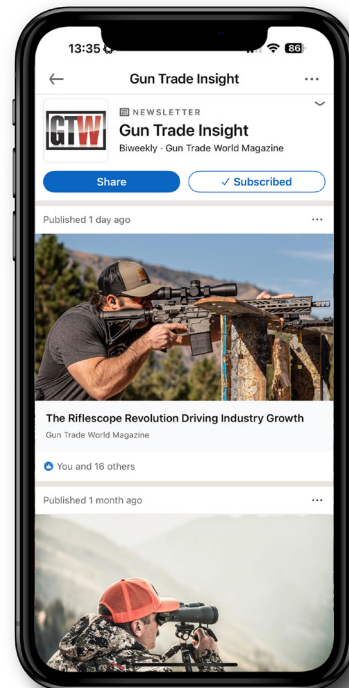 13:35
86
Gun Trade Insight
GTW
NEWSLETTER
Gun Trade Insight
Biweekly · Gun Trade World Magazine
Share
✓ Subscribed
Published 1 day ago
The Riflescope Revolution Driving Industry Growth
Gun Trade World Magazine
You and 16 others
Published 1 month ago